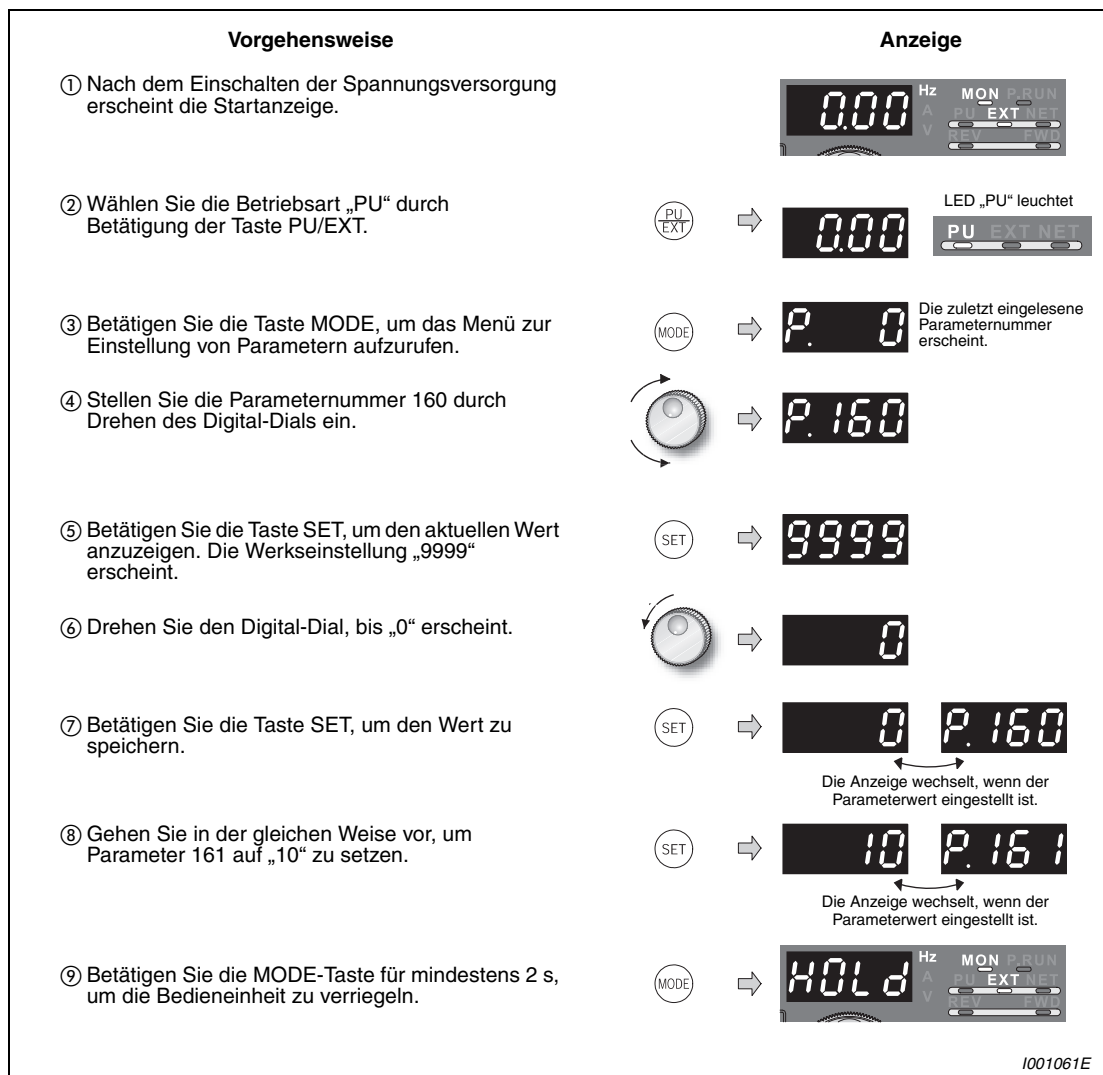 Vorgehensweise
Anzeige
① Nach dem Einschalten der Spannungsversorgung
erscheint die Startanzeige.
0.00
Hz
A
V
MON P.RUN
PU EXT NET
REV FWD
② Wählen Sie die Betriebsart „PU“ durch
Betätigung der Taste PU/EXT.
PU
EXT
0.00
LED „PU“ leuchtet
PU EXT NET
③ Betätigen Sie die Taste MODE, um das Menü zur
Einstellung von Parametern aufzurufen.
MODE
P. 0
Die zuletzt eingelesene
Parameternummer
erscheint.
④ Stellen Sie die Parameternummer 160 durch
Drehen des Digital-Dials ein.
P.160
⑤ Betätigen Sie die Taste SET, um den aktuellen Wert
anzuzeigen. Die Werkseinstellung „9999“
erscheint.
SET
9999
⑥ Drehen Sie den Digital-Dial, bis „0“ erscheint.
0
⑦ Betätigen Sie die Taste SET, um den Wert zu
speichern.
SET
0 P.160
Die Anzeige wechselt, wenn der
Parameterwert eingestellt ist.
⑧ Gehen Sie in der gleichen Weise vor, um
Parameter 161 auf „10“ zu setzen.
SET
10 P.161
Die Anzeige wechselt, wenn der
Parameterwert eingestellt ist.
⑨ Betätigen Sie die MODE-Taste für mindestens 2 s,
um die Bedieneinheit zu verriegeln.
MODE
HOLd
Hz
A
V
MON P.RUN
PU EXT NET
REV FWD
I001061E